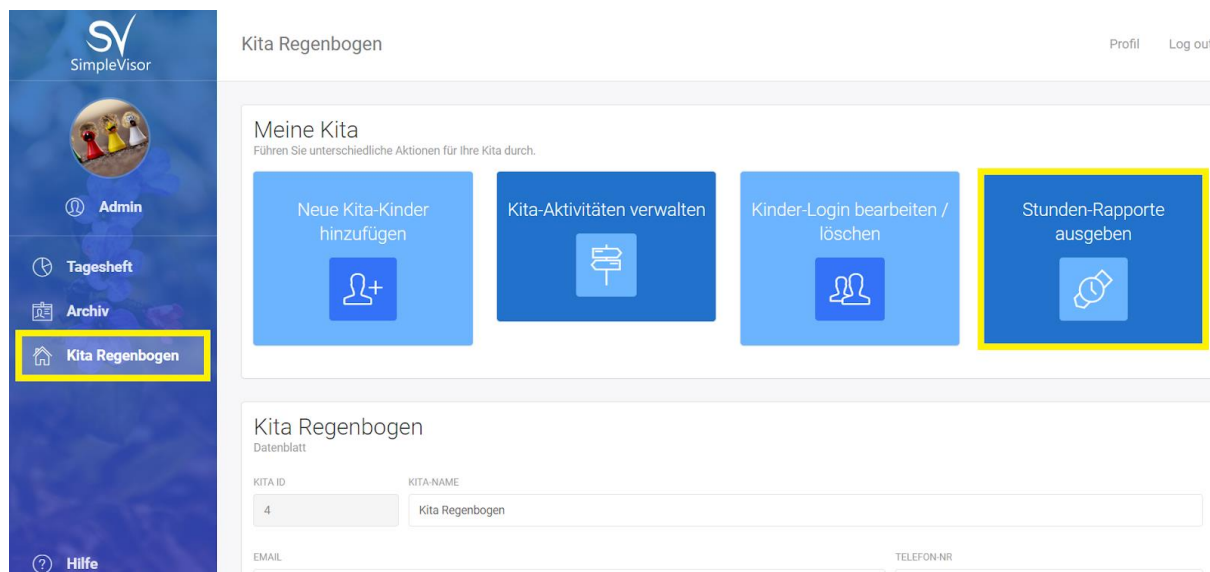 SV
SimpleVisor
Admin
Tagesheft
Archiv
Kita Regenbogen
Hilfe
Kita Regenbogen
Profil
Log out
Meine Kita
Führen Sie unterschiedliche Aktionen für Ihre Kita durch.
Neue Kita-Kinder
hinzufügen
Kita-Aktivitäten verwalten
Kinder-Login bearbeiten /
löschen
Stunden-Rapporte
ausgeben
Kita Regenbogen
Datenblatt
KITA ID
KITA-NAME
4
Kita Regenbogen
EMAIL
TELEFON-NR